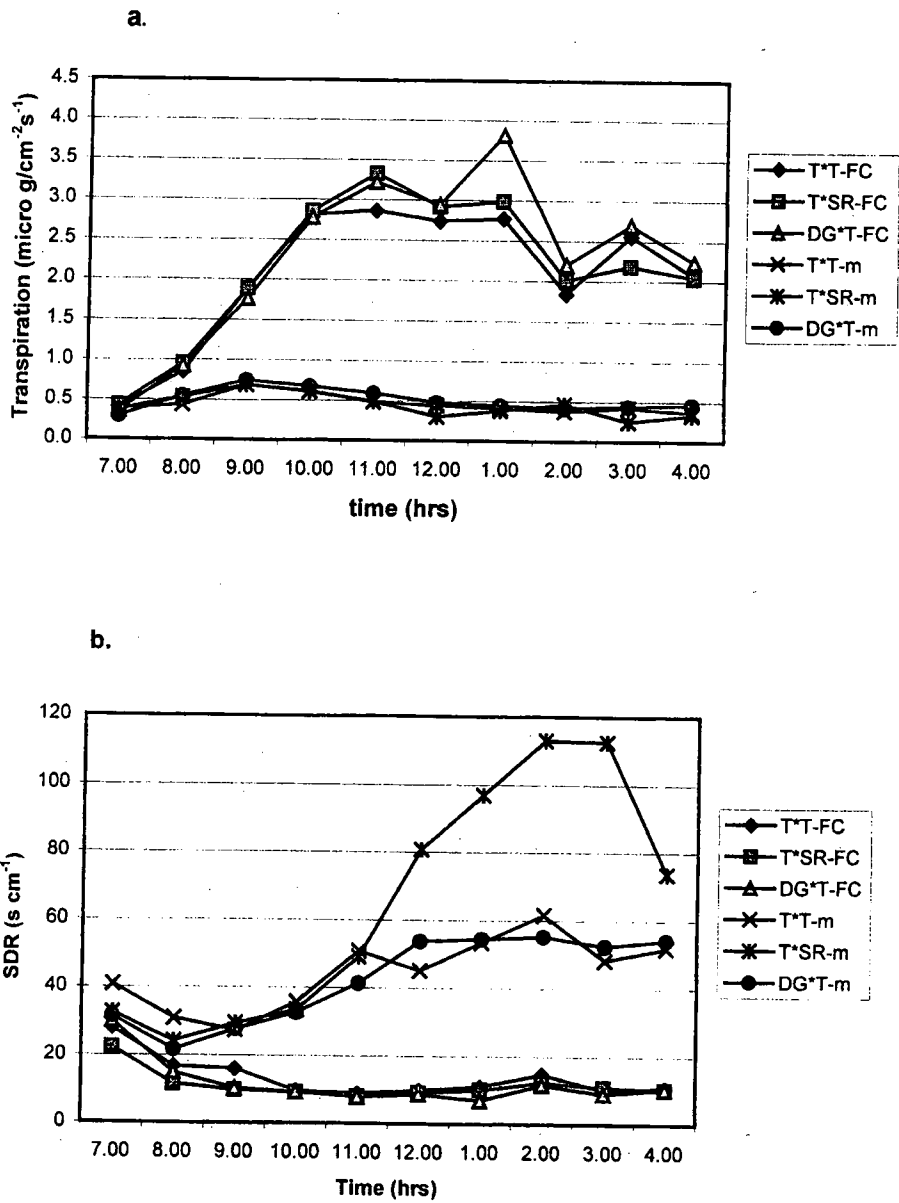 a.
Transpiration (micro g/cm⁻²s⁻¹)
4.5
4.0
3.5
3.0
2.5
2.0
1.5
1.0
0.5
0.0
7.00 8.00 9.00 10.00 11.00 12.00 1.00 2.00 3.00 4.00
time (hrs)
T*T-FC
T*SR-FC
DG*T-FC
T*T-m
T*SR-m
DG*T-m
b.
SDR (s cm⁻¹)
120
100
80
60
40
20
0
7.00 8.00 9.00 10.00 11.00 12.00 1.00 2.00 3.00 4.00
Time (hrs)
T*T-FC
T*SR-FC
DG*T-FC
T*T-m
T*SR-m
DG*T-m